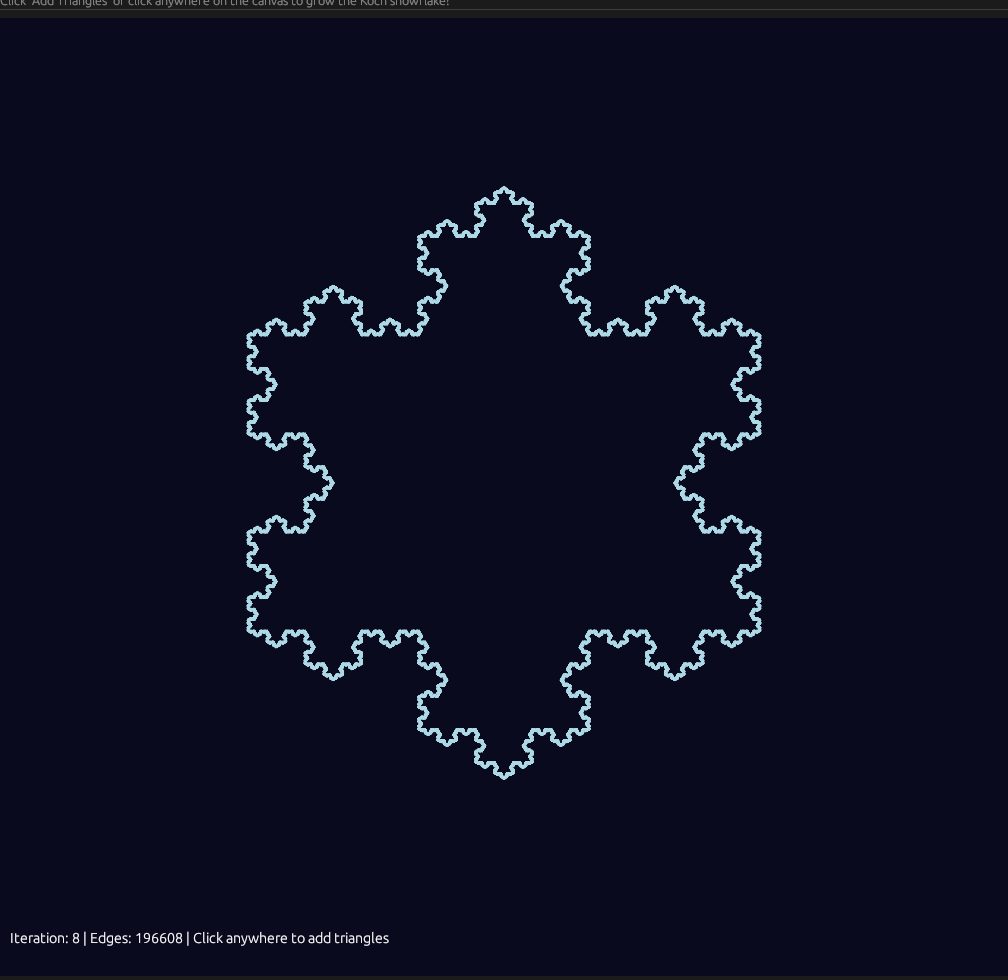 Click 'Add Triangles' or click anywhere on the canvas to grow the Koch snowflake!
Iteration: 8 | Edges: 196608 | Click anywhere to add triangles